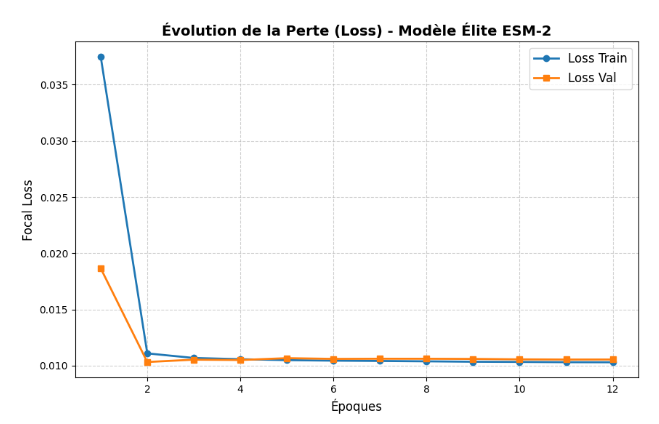 Évolution de la Perte (Loss) - Modèle Élite ESM-2
Loss Train
Loss Val
Focal Loss
0.035
0.030
0.025
0.020
0.015
0.010
2
4
6
8
10
12
Époques